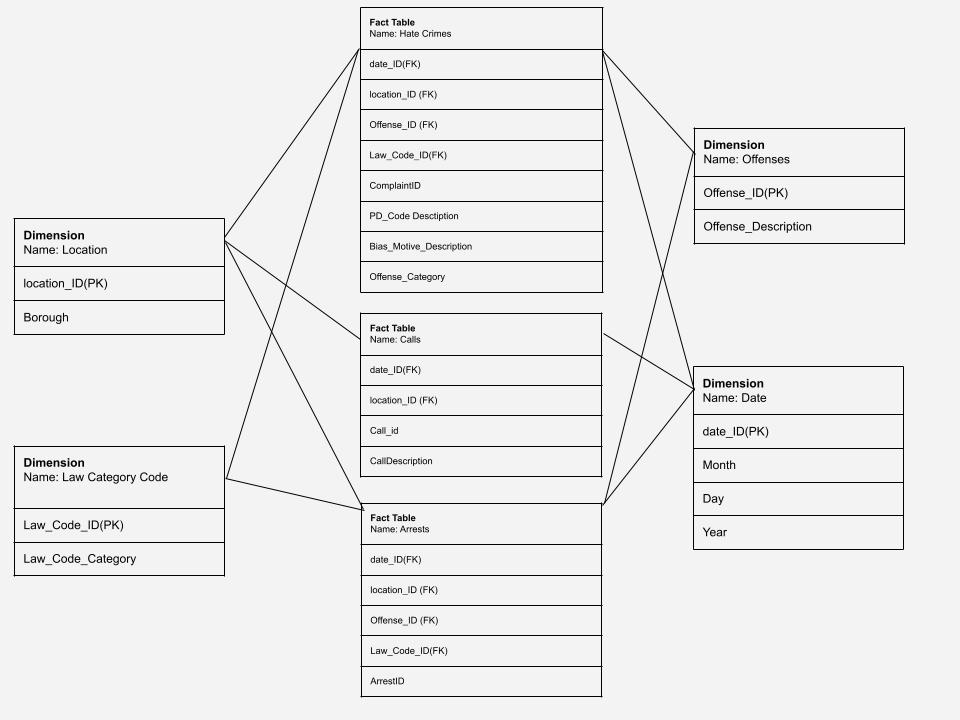 Fact Table
Name: Hate Crimes
date_ID(FK)
location_ID (FK)
Offense_ID (FK)
Law_Code_ID(FK)
ComplaintID
PD_Code Desctiption
Bias_Motive_Description
Offense_Category
Dimension
Name: Offenses
Offense_ID(PK)
Offense_Description
Dimension
Name: Location
location_ID(PK)
Borough
Fact Table
Name: Calls
date_ID(FK)
location_ID (FK)
Call_id
CallDescription
Dimension
Name: Date
date_ID(PK)
Month
Day
Year
Dimension
Name: Law Category Code
Law_Code_ID(PK)
Law_Code_Category
Fact Table
Name: Arrests
date_ID(FK)
location_ID (FK)
Offense_ID (FK)
Law_Code_ID(FK)
ArrestID